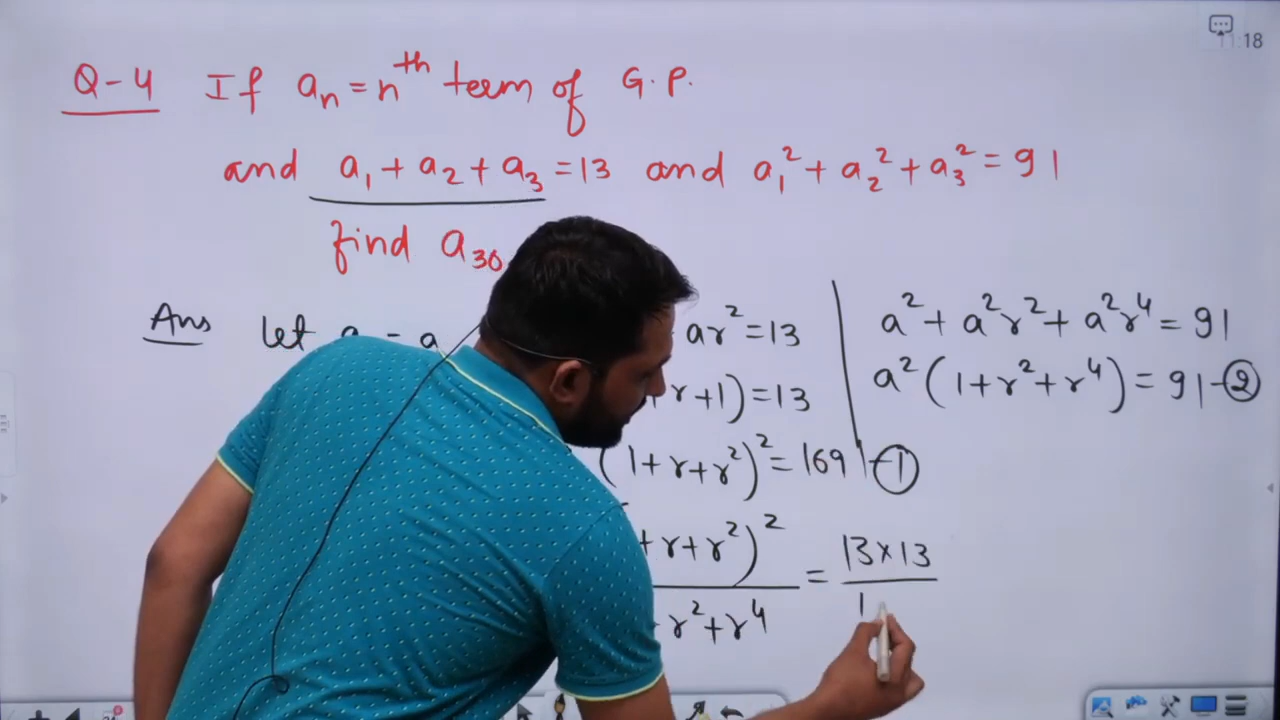 11:18
Q-4 If aₙ = nᵗʰ term of G.P.
and a₁ + a₂ + a₃ = 13 and a₁² + a₂² + a₃² = 91
find a₃₀
Ans let a = a
ar² = 13
r + 1) = 13
(1 + r + r²)² = 169 - ①
+ r + r²)² = 13×13
r² + r⁴
a² + a²r² + a²r⁴ = 91
a² (1 + r² + r⁴) = 91 - ②